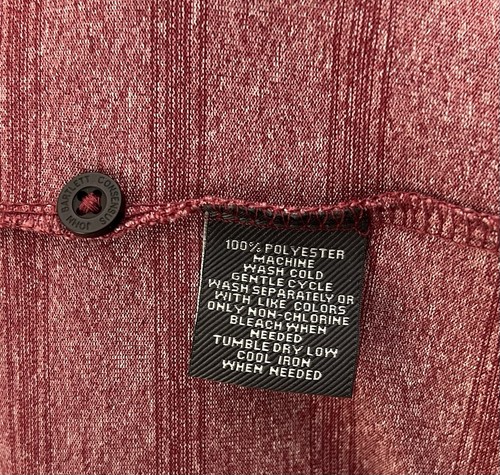 JOHN BARTLETT CONSENSUS
100% POLYESTER
MACHINE
WASH COLD
GENTLE CYCLE
WASH SEPARATELY OR
WITH LIKE COLORS
ONLY NON-CHLORINE
BLEACH WHEN
NEEDED
TUMBLE DRY LOW
COOL IRON
WHEN NEEDED